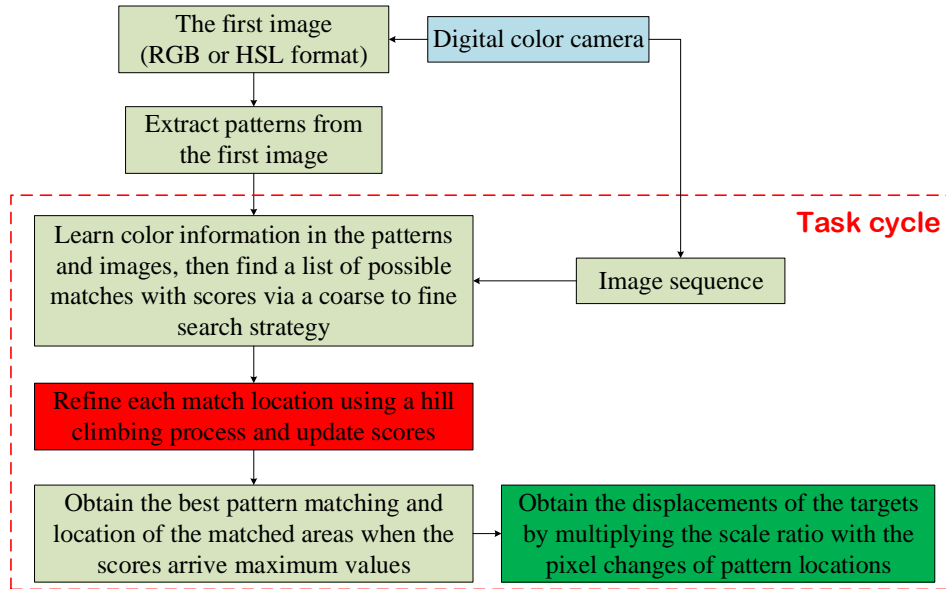 The first image
(RGB or HSL format)
Digital color camera
Extract patterns from
the first image
Task cycle
Learn color information in the patterns
and images, then find a list of possible
matches with scores via a coarse to fine
search strategy
Image sequence
Refine each match location using a hill
climbing process and update scores
Obtain the best pattern matching and
location of the matched areas when the
scores arrive maximum values
Obtain the displacements of the targets
by multiplying the scale ratio with the
pixel changes of pattern locations